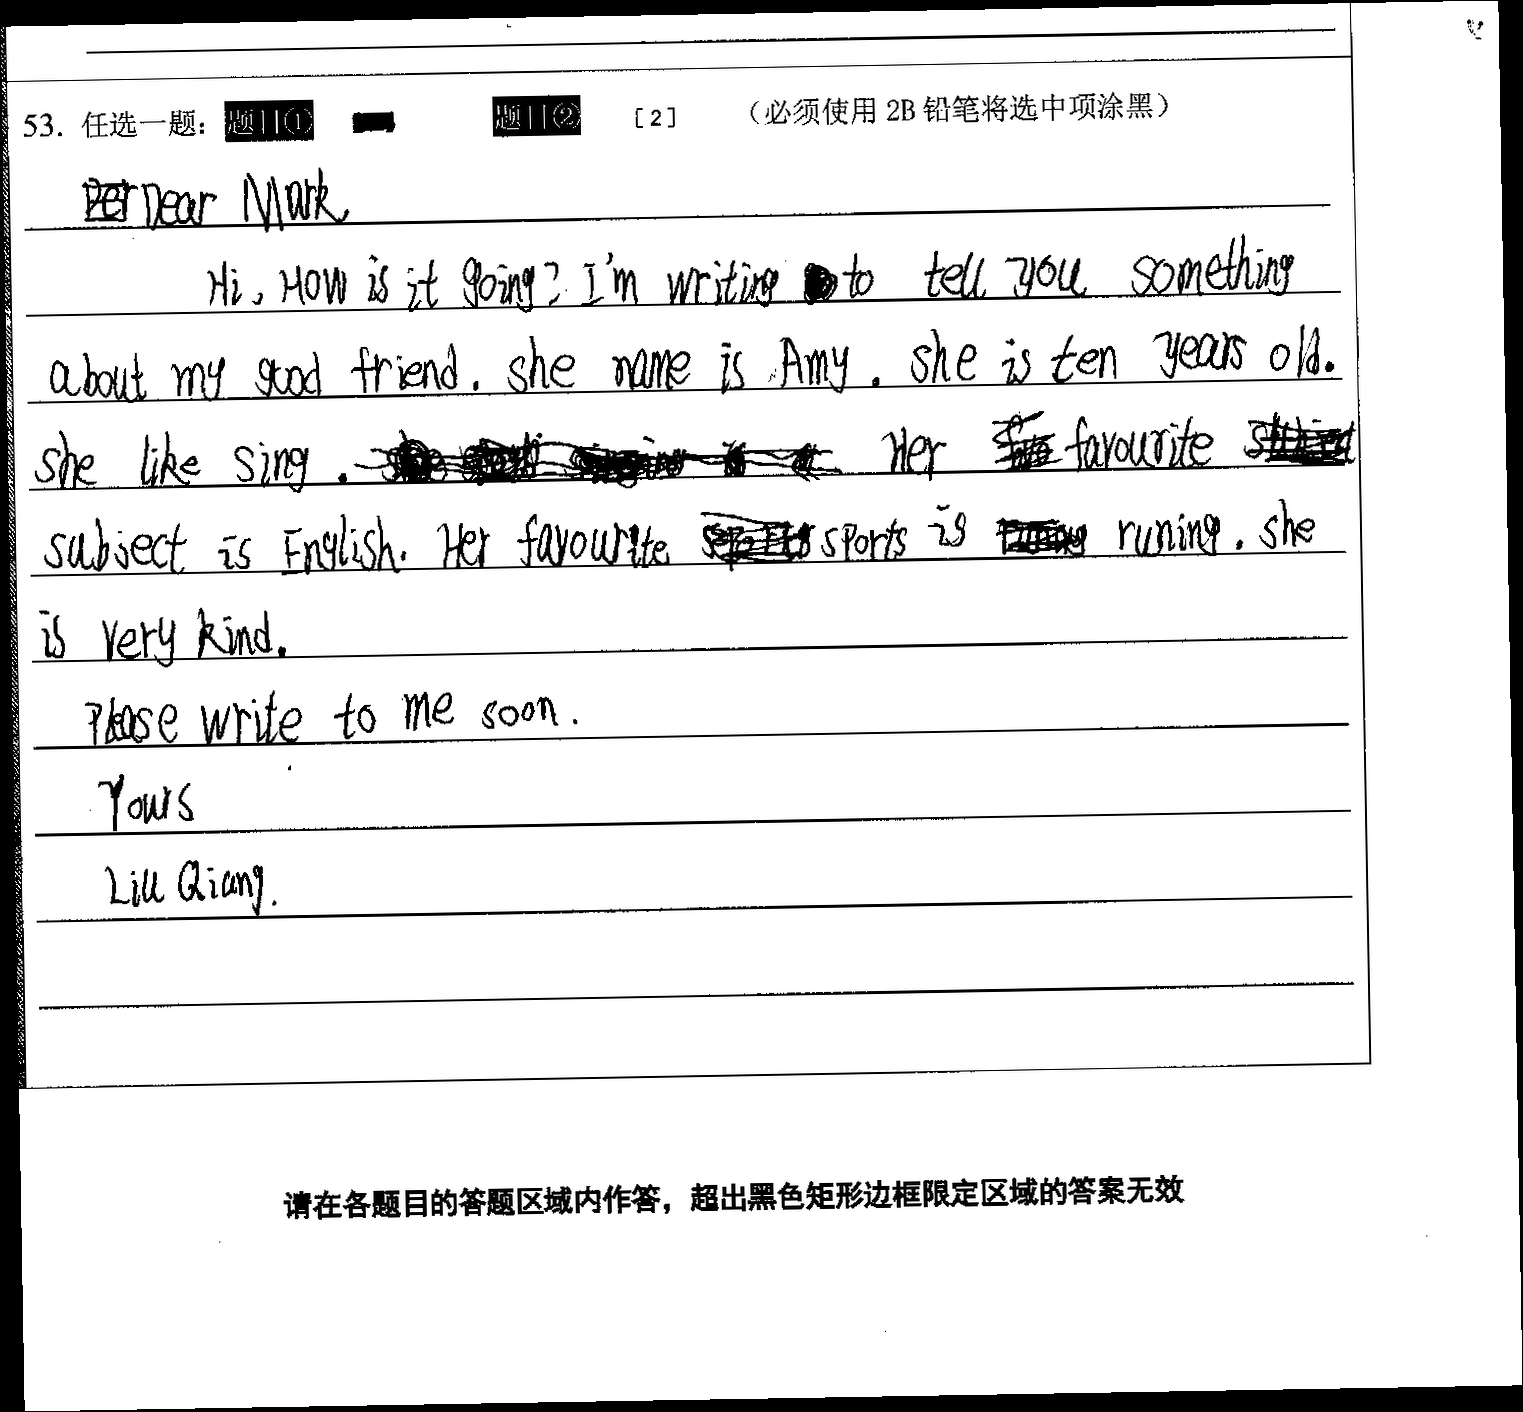 53. 任选一题： 题目① 题目② [2] （必须使用 2B 铅笔将选中项涂黑）
Dear Mark,
Hi, How is it going? I'm writing to tell you something
about my good friend. she name is Amy. she is ten years old.
she like sing. Her favourite
subject is English. Her favourite sports is runing. she
is very kind.
Please write to me soon.
Yours
Liu Qiang.
请在各题目的答题区域内作答，超出黑色矩形边框限定区域的答案无效